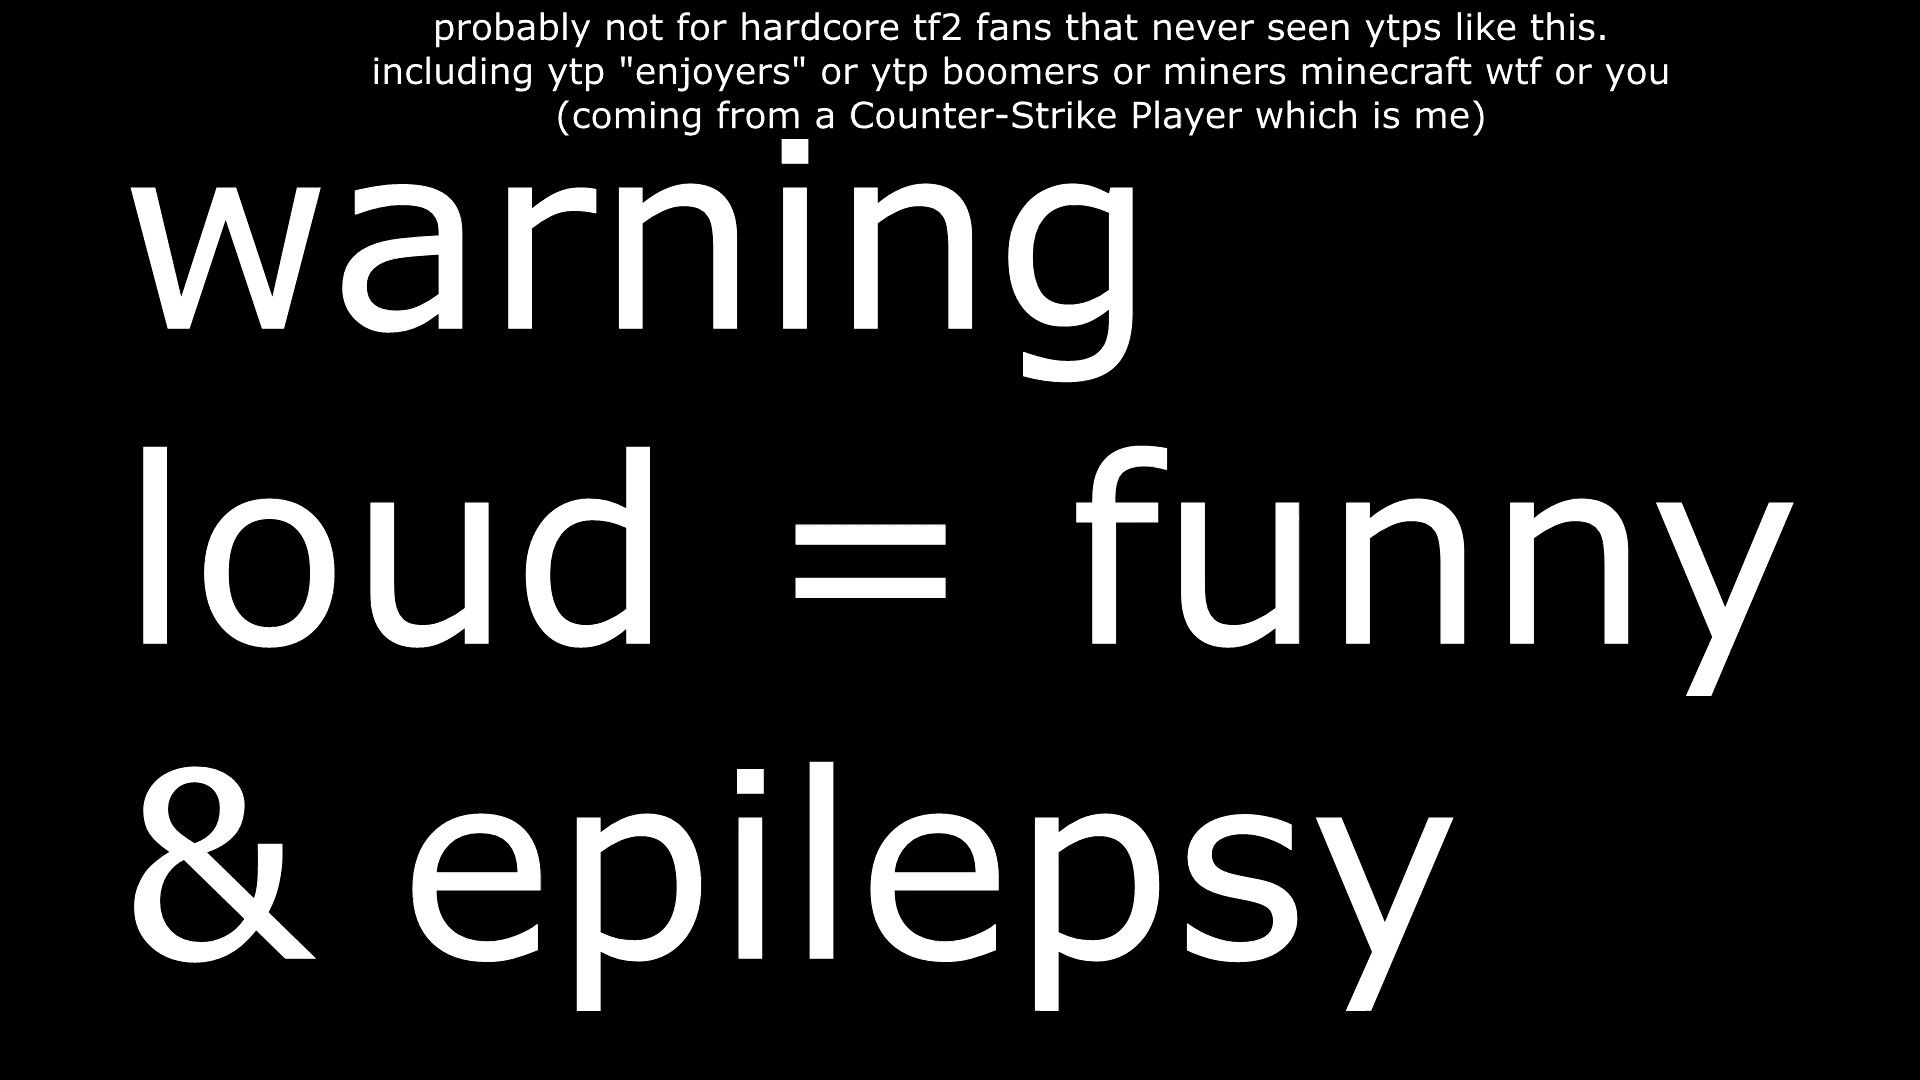 probably not for hardcore tf2 fans that never seen ytps like this.
including ytp "enjoyers" or ytp boomers or miners minecraft wtf or you
(coming from a Counter-Strike Player which is me)
warning
loud = funny
& epilepsy